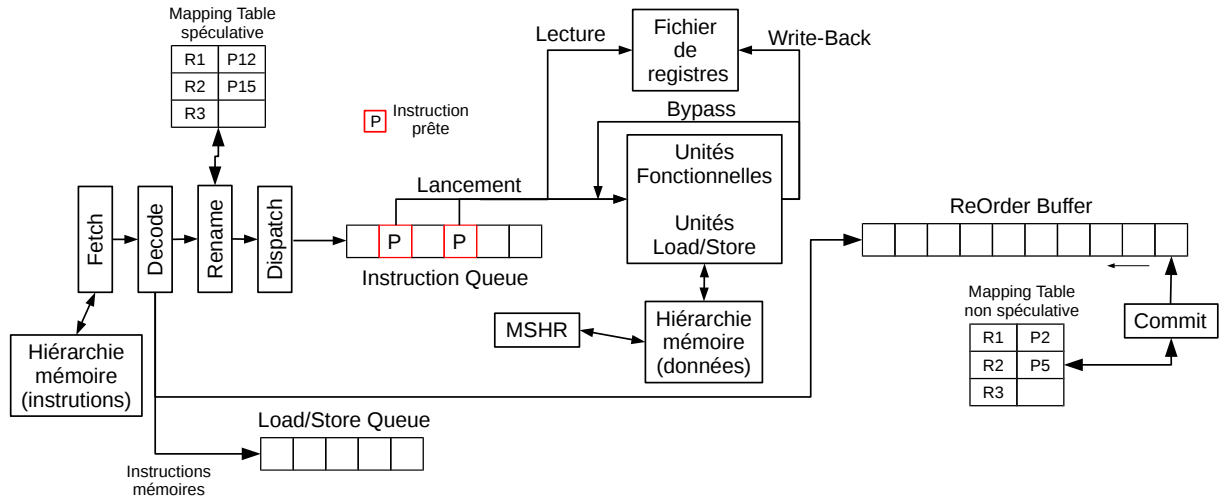 Mapping Table
spéculative
R1 P12
R2 P15
R3
P
Instruction
prête
Lecture
Fichier
de
registres
Write-Back
Bypass
Unités
Fonctionnelles
Unités
Load/Store
Lancement
Fetch
Decode
Rename
Dispatch
P P
Instruction Queue
ReOrder Buffer
Hiérarchie
mémoire
(instrutions)
MSHR
Hiérarchie
mémoire
(données)
Mapping Table
non spéculative
R1 P2
R2 P5
R3
Commit
Load/Store Queue
Instructions
mémoires